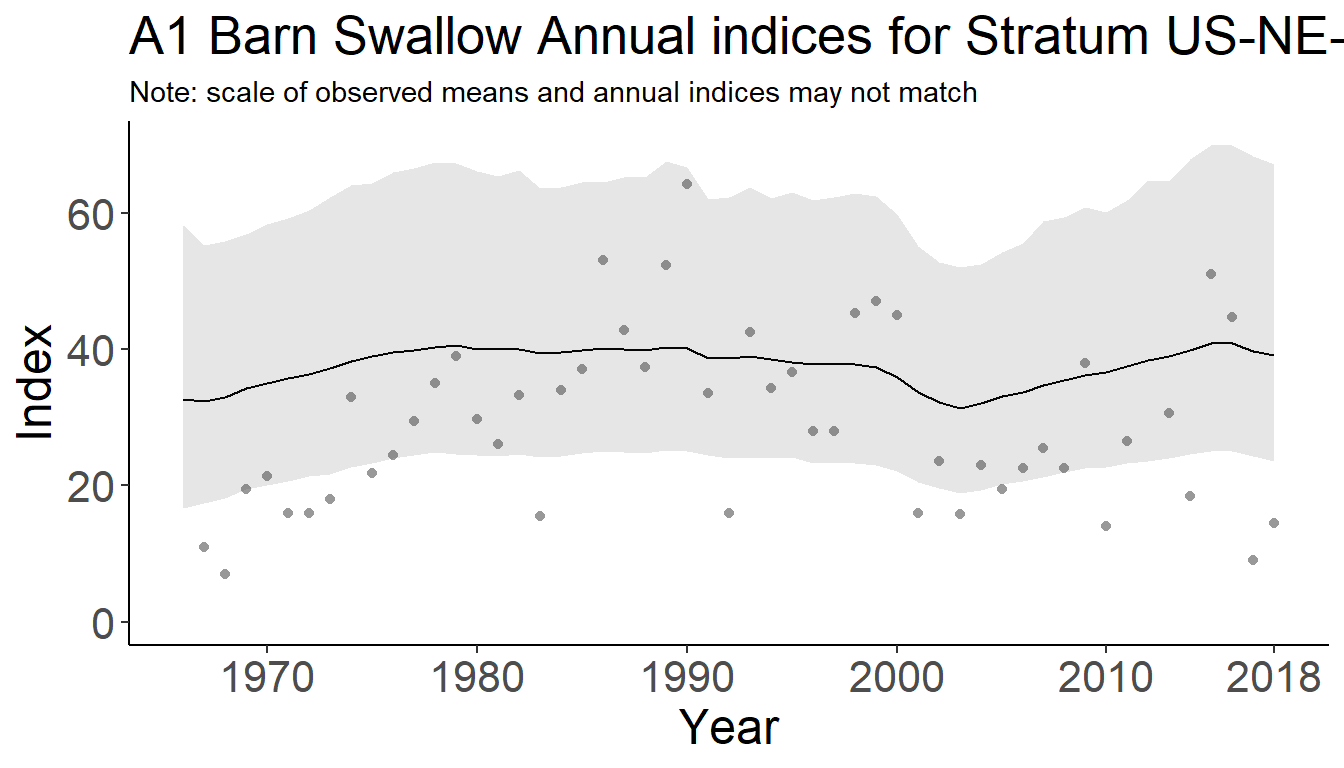 A1 Barn Swallow Annual indices for Stratum US-NE-
Note: scale of observed means and annual indices may not match
Index
60
40
20
0
1970 1980 1990 2000 2010 2018
Year